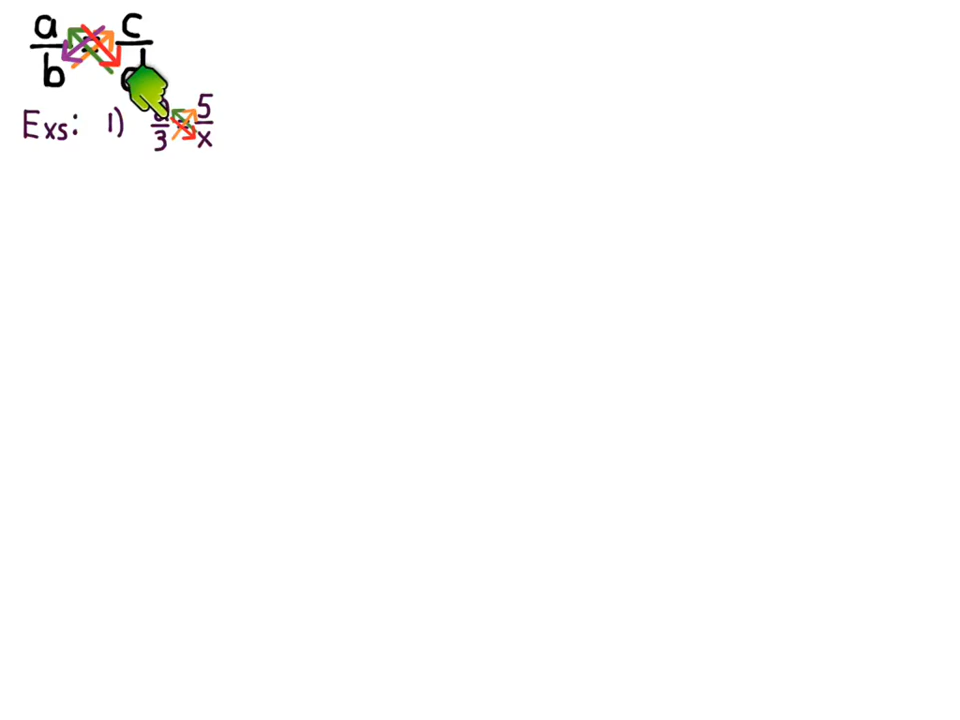 a/b = c/d
Exs: 1) a/3 = 5/x